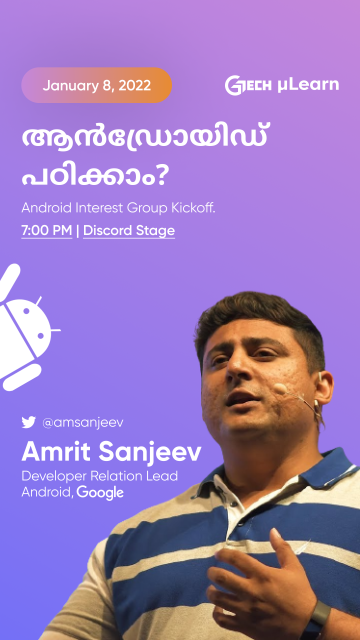 January 8, 2022
GTECH μLearn
ആൻഡ്രോയിഡ്
പഠിക്കാം?
Android Interest Group Kickoff.
7:00 PM | Discord Stage
@amsanjeev
Amrit Sanjeev
Developer Relation Lead
Android, Google